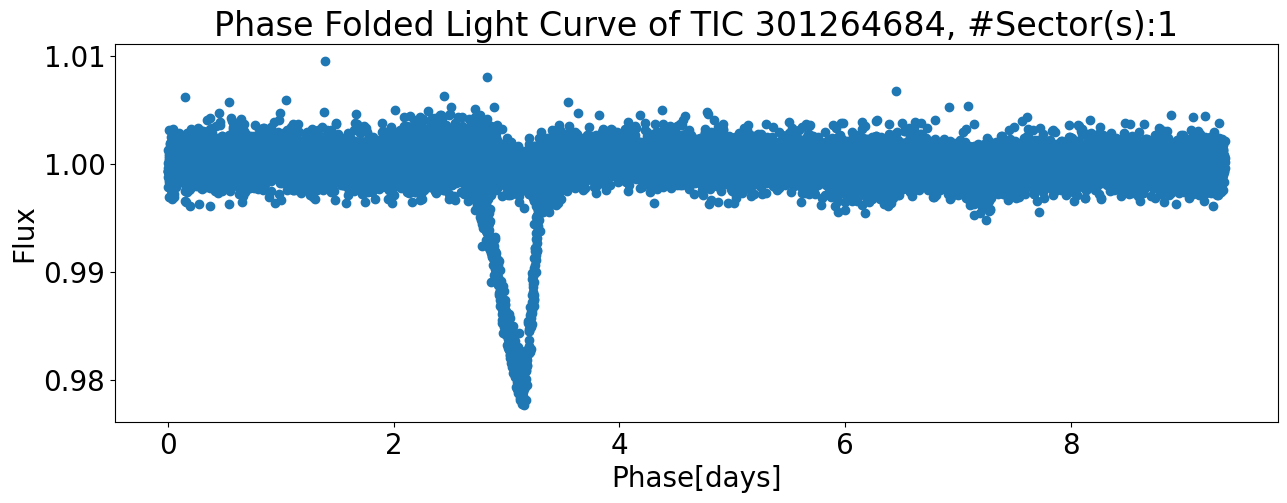 Phase Folded Light Curve of TIC 301264684, #Sector(s):1
1.01
1.00
0.99
0.98
Flux
0 2 4 6 8
Phase[days]